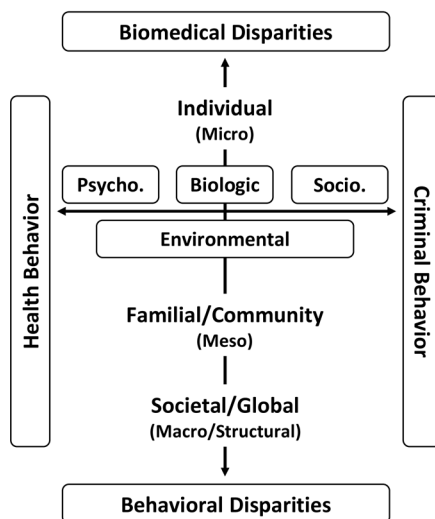 Biomedical Disparities
Individual
(Micro)
Psycho.
Biologic
Socio.
Environmental
Health Behavior
Criminal Behavior
Familial/Community
(Meso)
Societal/Global
(Macro/Structural)
Behavioral Disparities